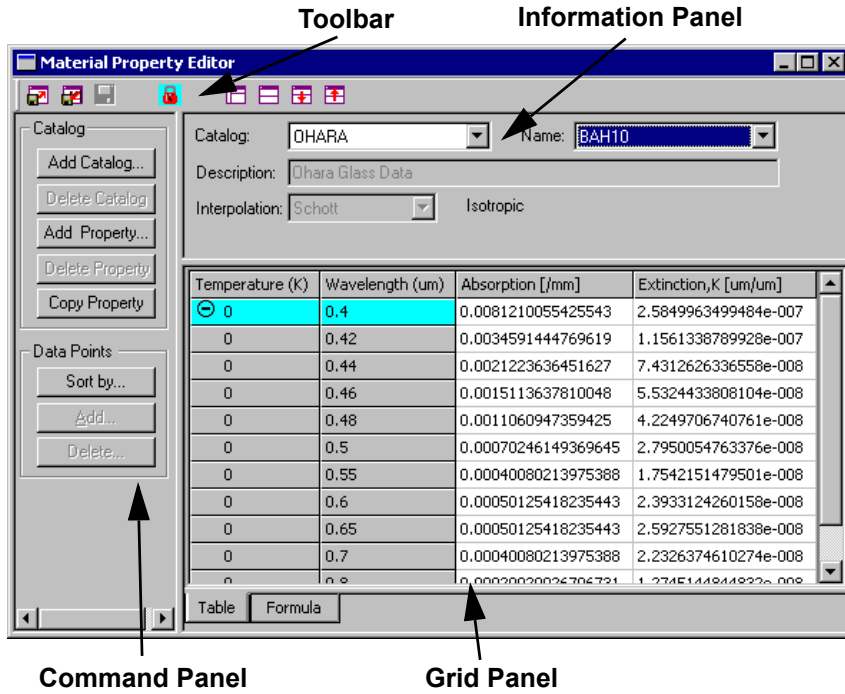 Toolbar
Information Panel
Material Property Editor
Catalog
Add Catalog...
Delete Catalog
Add Property...
Delete Property
Copy Property
Data Points
Sort by...
Add...
Delete...
Catalog: OHARA Name: BAH10
Description: Ohara Glass Data
Interpolation: Schott Isotropic
Temperature (K) Wavelength (um) Absorption [/mm] Extinction,K [um/um]
0 0.4 0.0081210055425543 2.5849963499484e-007
0 0.42 0.0034591444769619 1.1561338789928e-007
0 0.44 0.0021223636451627 7.4312626336558e-008
0 0.46 0.0015113637810048 5.5324433808104e-008
0 0.48 0.0011060947359425 4.2249706740761e-008
0 0.5 0.00070246149369645 2.7950054763376e-008
0 0.55 0.00040080213975388 1.7542151479501e-008
0 0.6 0.00050125418235443 2.3933124260158e-008
0 0.65 0.00050125418235443 2.5927551281838e-008
0 0.7 0.00040080213975388 2.2326374610274e-008
0 0.8
Table Formula
Command Panel
Grid Panel